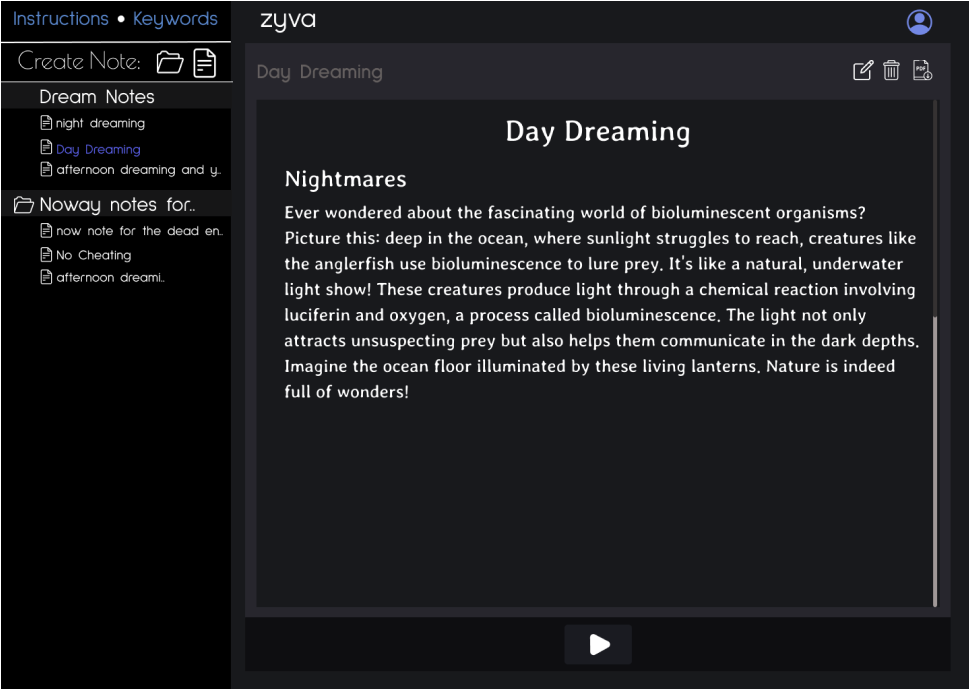 Instructions • Keywords
zyva
Create Note:
Day Dreaming
PDF
Dream Notes
night dreaming
Day Dreaming
afternoon dreaming and y..
Noway notes for..
now note for the dead en..
No Cheating
afternoon dreami..
Day Dreaming
Nightmares
Ever wondered about the fascinating world of bioluminescent organisms?
Picture this: deep in the ocean, where sunlight struggles to reach, creatures like
the anglerfish use bioluminescence to lure prey. It's like a natural, underwater
light show! These creatures produce light through a chemical reaction involving
luciferin and oxygen, a process called bioluminescence. The light not only
attracts unsuspecting prey but also helps them communicate in the dark depths.
Imagine the ocean floor illuminated by these living lanterns. Nature is indeed
full of wonders!